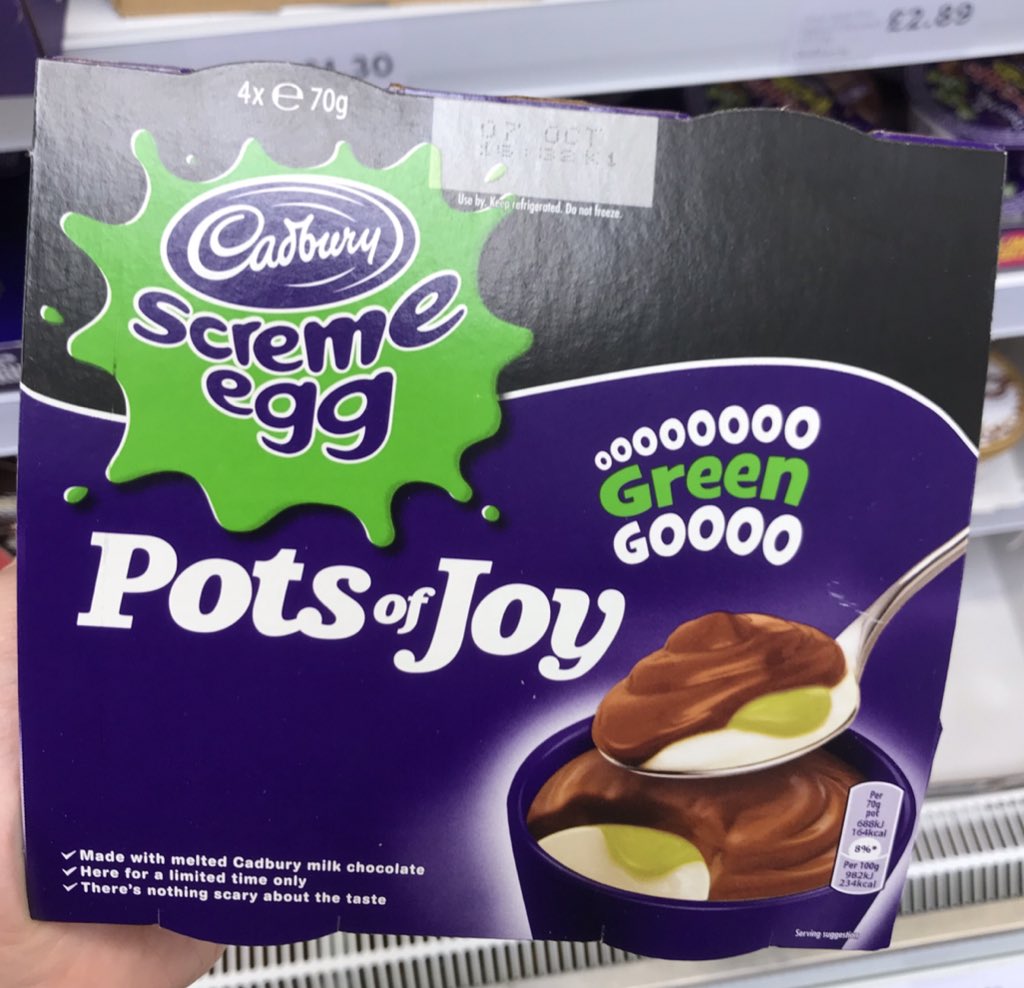 £2.89
4x e 70g
07 OCT
Use by. Keep refrigerated. Do not freeze.
Cadbury
screme
egg
oooooooo
Green
GOOOO
Pots of Joy
Made with melted Cadbury milk chocolate
Here for a limited time only
There's nothing scary about the taste
Per
70g
pot
688kJ
164kcal
8%*
Per 100g
982kJ
234kcal
Serving suggestion